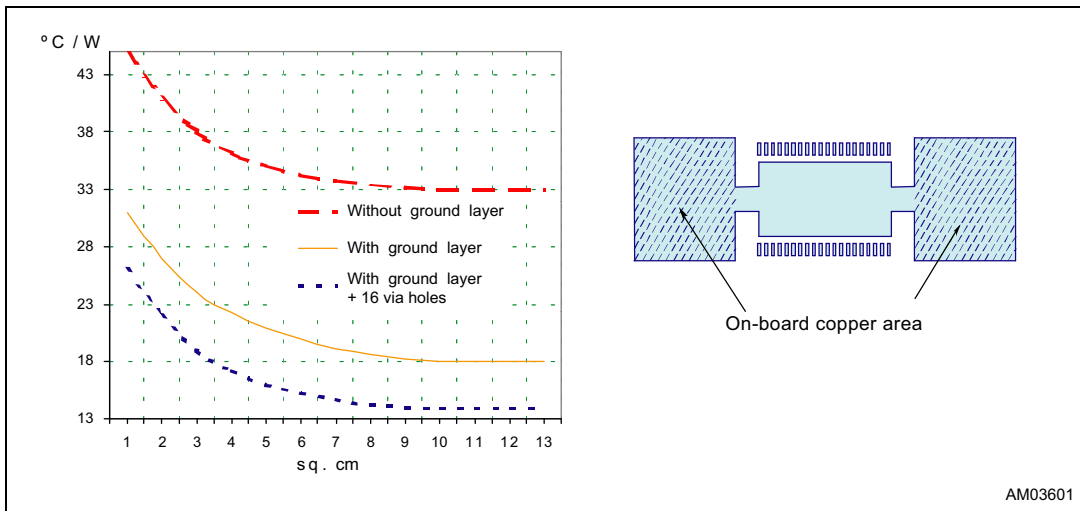 º C / W
43
38
33
28
23
18
13
1 2 3 4 5 6 7 8 9 10 11 12 13
sq. cm
Without ground layer
With ground layer
With ground layer
+ 16 via holes
On-board copper area
AM03601